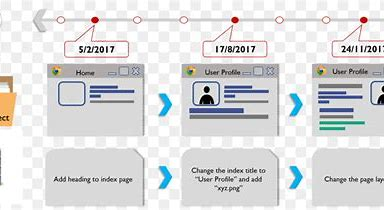 5/2/2017
17/8/2017
24/11/2017
Home
User Profile
User Profile
ect
Add heading to index page
Change the index title to
"User Profile" and add
"xyz.png"
Change the page lay